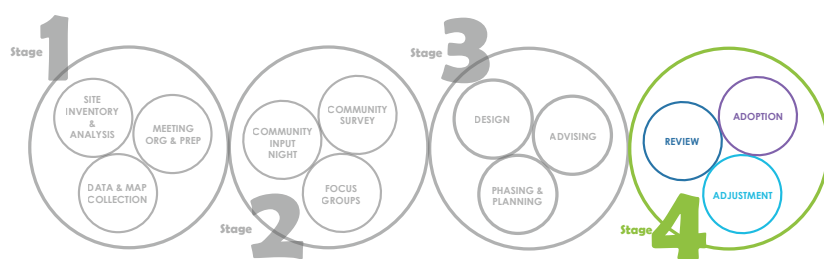 Stage 1
SITE
INVENTORY
&
ANALYSIS
MEETING
ORG & PREP
DATA & MAP
COLLECTION
Stage 2
COMMUNITY
INPUT
NIGHT
COMMUNITY
SURVEY
FOCUS
GROUPS
Stage 3
DESIGN
ADVISING
PHASING &
PLANNING
Stage 4
REVIEW
ADOPTION
ADJUSTMENT